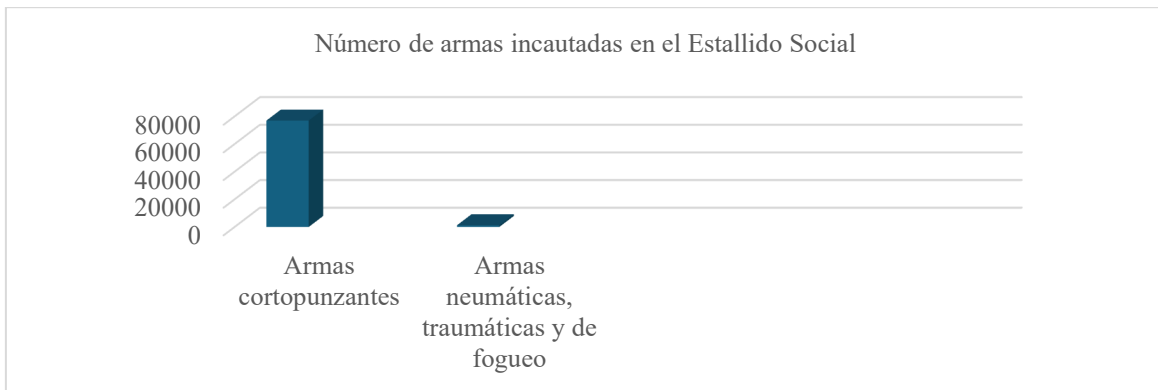 Número de armas incautadas en el Estallido Social
80000
60000
40000
20000
0
Armas
cortopunzantes
Armas
neumáticas,
traumáticas y de
fogueo